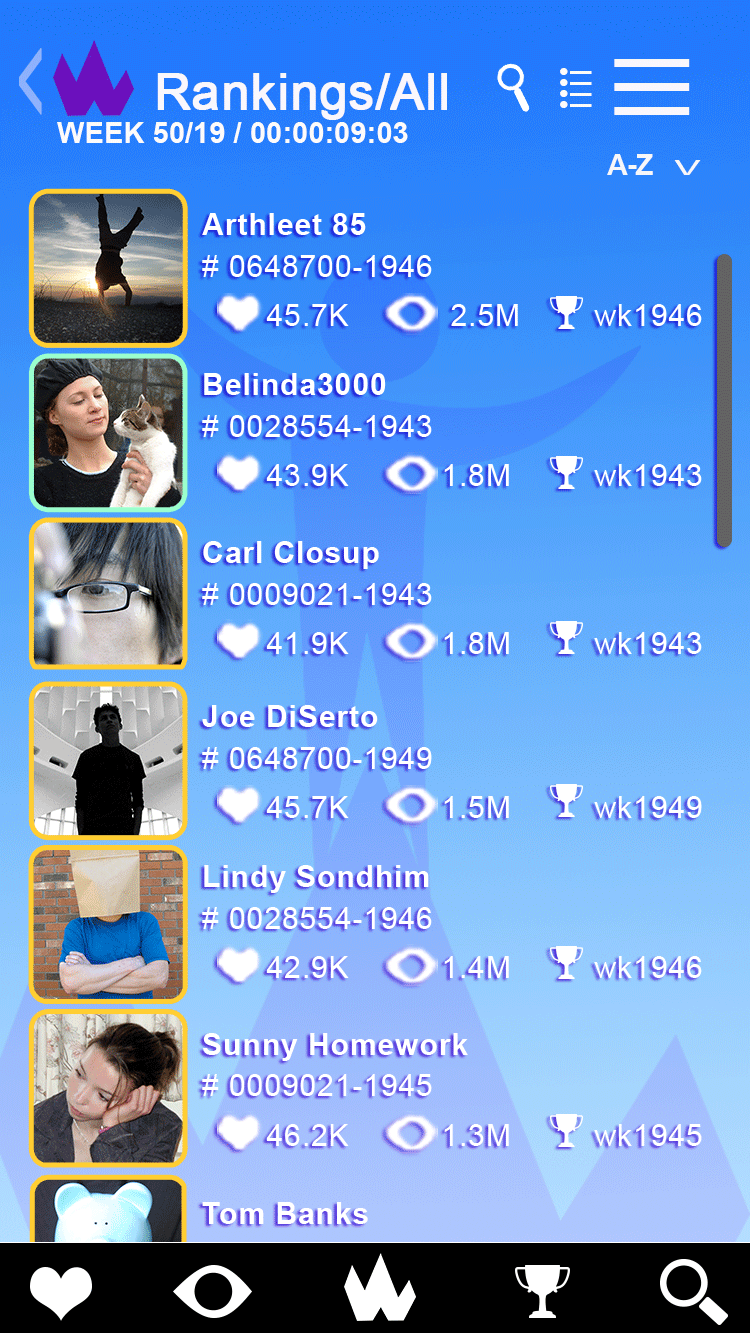 Rankings/All
WEEK 50/19 / 00:00:09:03
A-Z
Arthleet 85
# 0648700-1946
45.7K 2.5M wk1946
Belinda3000
# 0028554-1943
43.9K 1.8M wk1943
Carl Closup
# 0009021-1943
41.9K 1.8M wk1943
Joe DiSerto
# 0648700-1949
45.7K 1.5M wk1949
Lindy Sondhim
# 0028554-1946
42.9K 1.4M wk1946
Sunny Homework
# 0009021-1945
46.2K 1.3M wk1945
Tom Banks